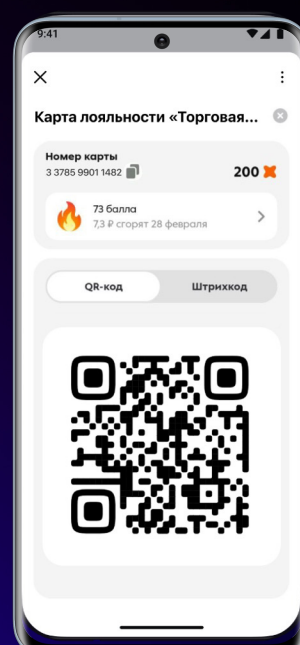 9:41
Карта лояльности «Торговая...
Номер карты
3 3785 9901 1482
200
73 балла
7,3 ₽ сгорят 28 февраля
QR-код
Штрихкод